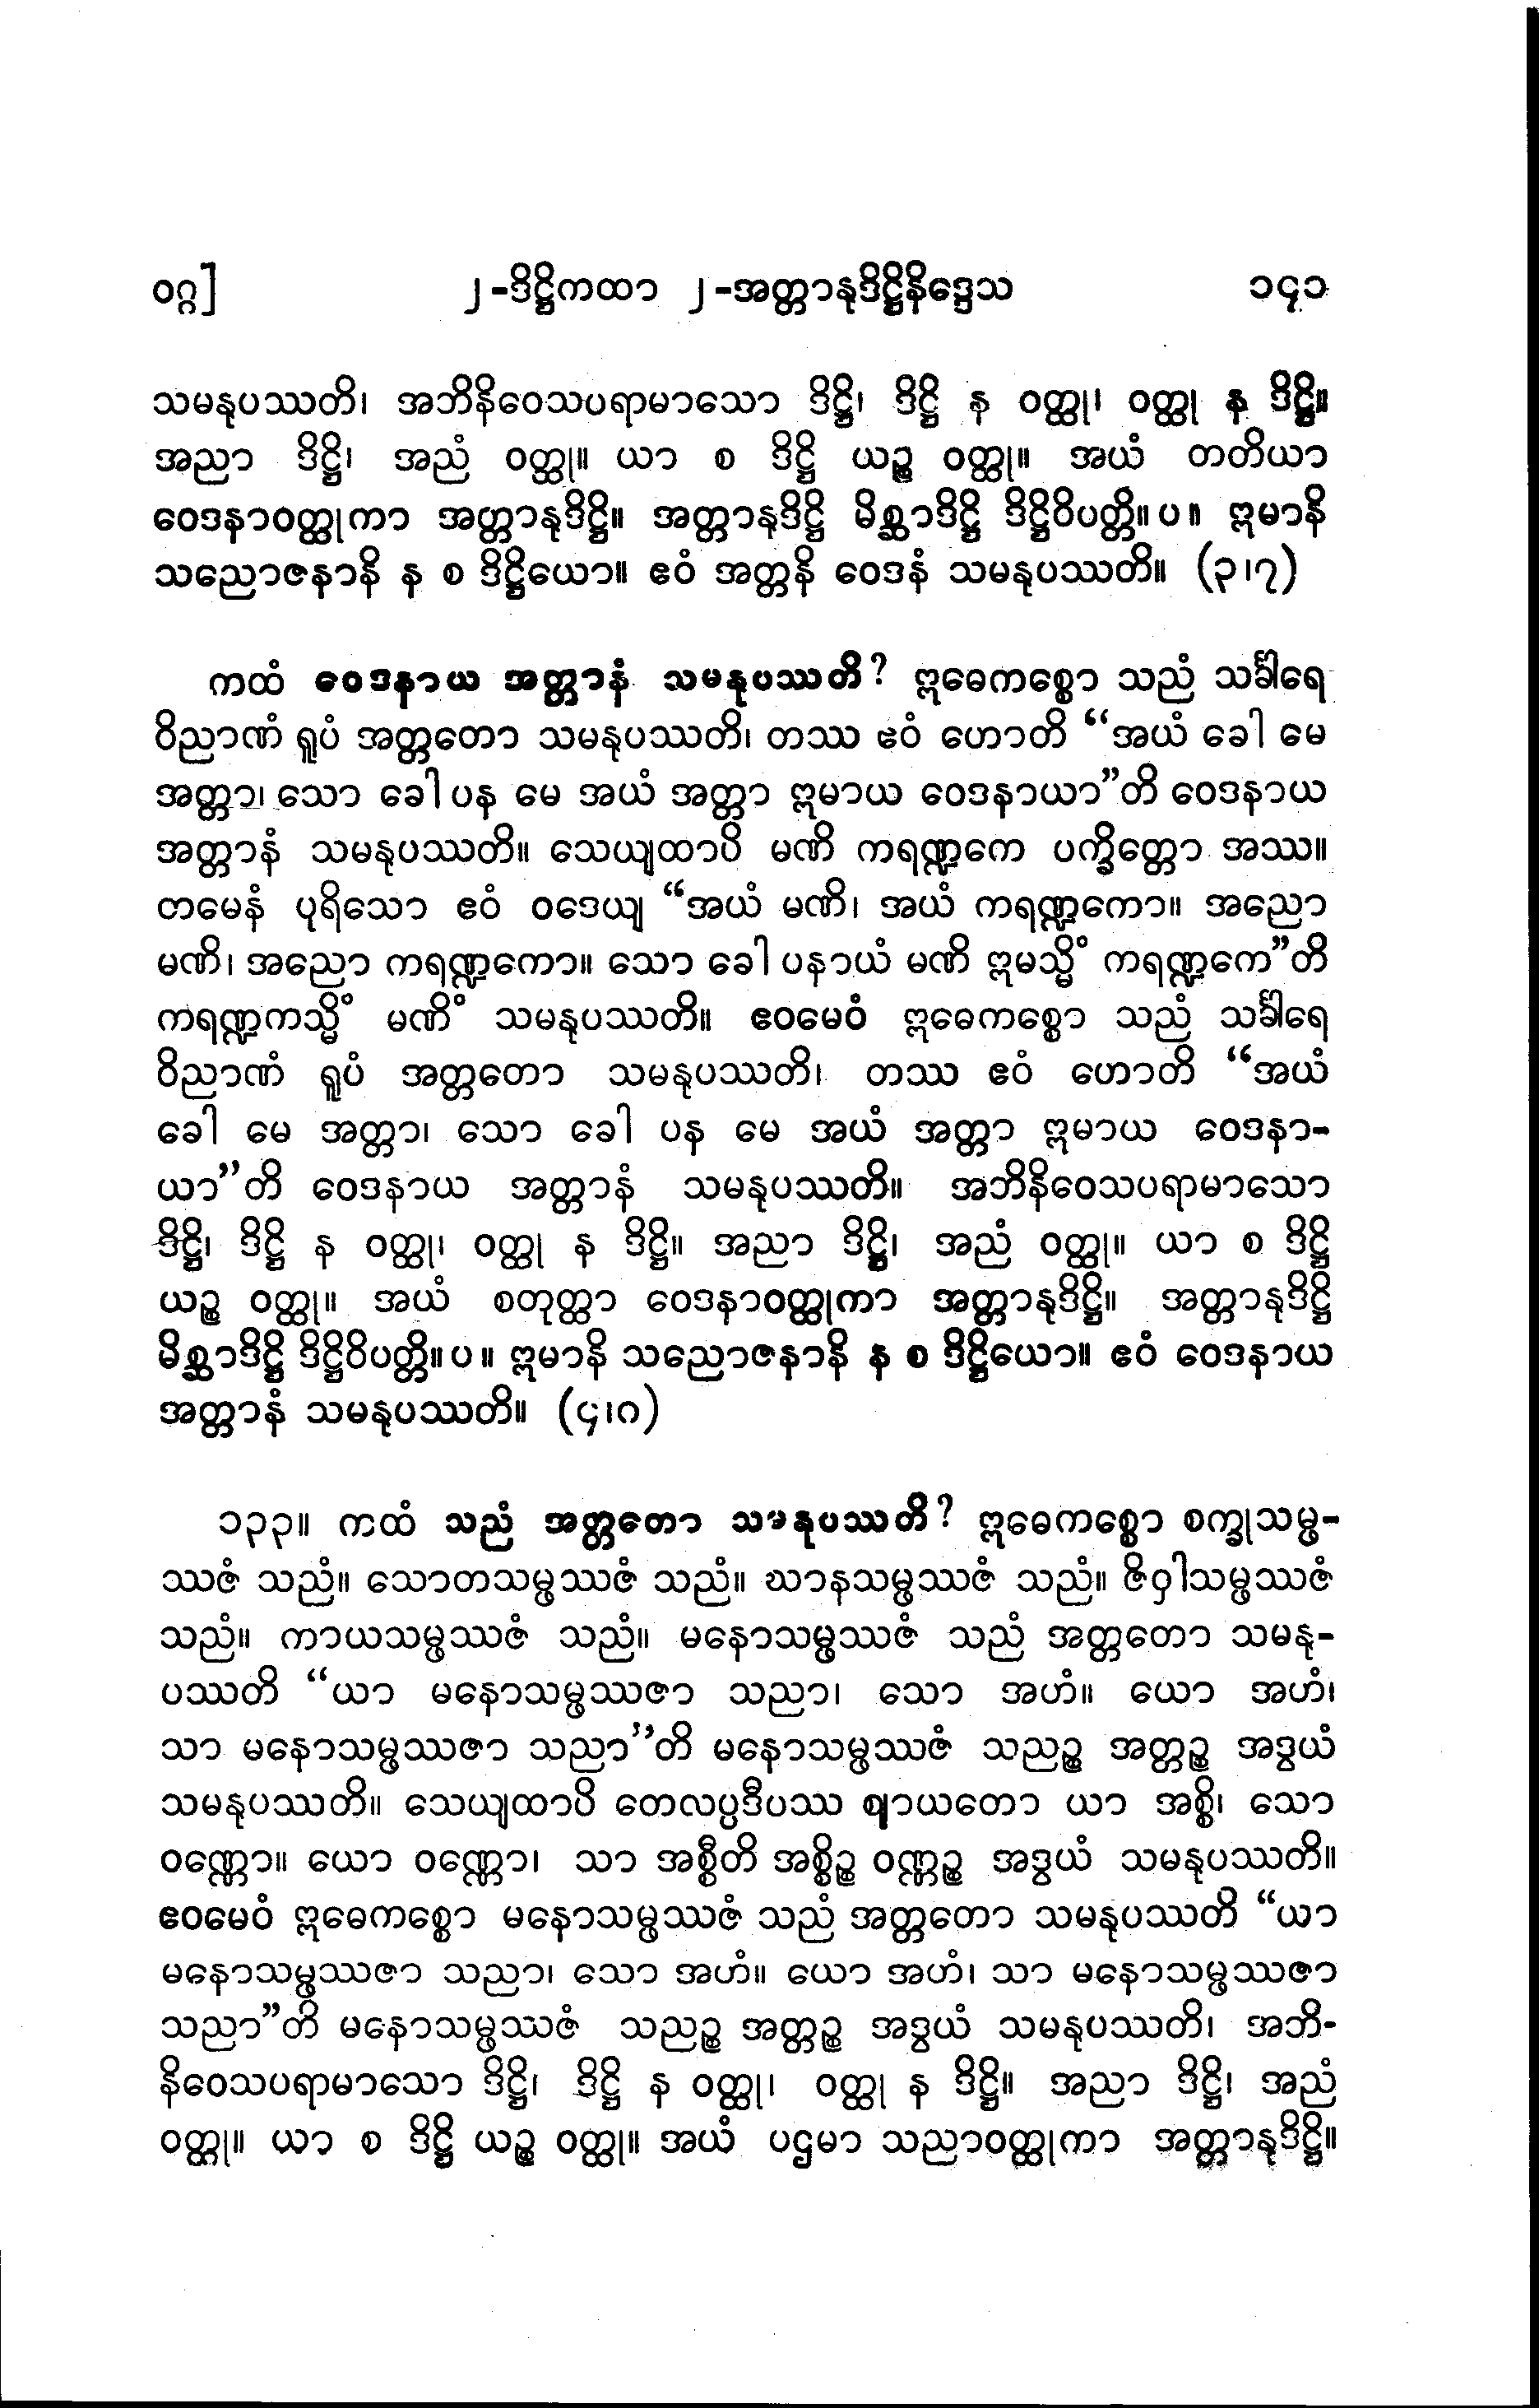 ဝဂ္ဂ] ၂-ဒိဋ္ဌိကထာ ၂-အတ္တာနုဒိဋ္ဌိနိဒ္ဒေသ ၁၄၁
သမနုပဿတိ၊ အဘိနိဝေသပရာမာသော ဒိဋ္ဌိ၊ ဒိဋ္ဌိ န ဝတ္ထု၊ ဝတ္ထု န ဒိဋ္ဌိ။
အညာ ဒိဋ္ဌိ၊ အညံ ဝတ္ထု။ ယာ စ ဒိဋ္ဌိ ယဉ္စ ဝတ္ထု။ အယံ တတိယာ
ဝေဒနာဝတ္ထုကာ အတ္တာနုဒိဋ္ဌိ။ အတ္တာနုဒိဋ္ဌိ မိစ္ဆာဒိဋ္ဌိ ဒိဋ္ဌိဝိပတ္တိ။ပ။ ဣမာနိ
သညောဇနာနိ န စ ဒိဋ္ဌိယော။ ဧဝံ အတ္တနိ ဝေဒနံ သမနုပဿတိ။ (၃၊၇)
ကထံ ဝေဒနာယ အတ္တာနံ သမနုပဿတိ? ဣဓေကစ္စော သညံ သင်္ခါရေ
ဝိညာဏံ ရူပံ အတ္တတော သမနုပဿတိ၊ တဿ ဧဝံ ဟောတိ “အယံ ခေါ မေ
အတ္တာ၊ သော ခေါ ပန မေ အယံ အတ္တာ ဣမာယ ဝေဒနာယာ”တိ ဝေဒနာယ
အတ္တာနံ သမနုပဿတိ။ သေယျထာပိ မဏိ ကရဏ္ဍကေ ပက္ခိတ္တော အဿ။
တမေနံ ပုရိသော ဧဝံ ဝဒေယျ “အယံ မဏိ၊ အယံ ကရဏ္ဍကော။ အညော
မဏိ၊ အညော ကရဏ္ဍကော။ သော ခေါ ပနာယံ မဏိ ဣမသ္မိံ ကရဏ္ဍကေ”တိ
ကရဏ္ဍကသ္မိံ မဏိံ သမနုပဿတိ။ ဧဝမေဝံ ဣဓေကစ္စော သညံ သင်္ခါရေ
ဝိညာဏံ ရူပံ အတ္တတော သမနုပဿတိ၊ တဿ ဧဝံ ဟောတိ “အယံ
ခေါ မေ အတ္တာ၊ သော ခေါ ပန မေ အယံ အတ္တာ ဣမာယ ဝေဒနာ-
ယာ”တိ ဝေဒနာယ အတ္တာနံ သမနုပဿတိ။ အဘိနိဝေသပရာမာသော
ဒိဋ္ဌိ၊ ဒိဋ္ဌိ န ဝတ္ထု၊ ဝတ္ထု န ဒိဋ္ဌိ။ အညာ ဒိဋ္ဌိ၊ အညံ ဝတ္ထု။ ယာ စ ဒိဋ္ဌိ
ယဉ္စ ဝတ္ထု။ အယံ စတုတ္ထာ ဝေဒနာဝတ္ထုကာ အတ္တာနုဒိဋ္ဌိ။ အတ္တာနုဒိဋ္ဌိ
မိစ္ဆာဒိဋ္ဌိ ဒိဋ္ဌိဝိပတ္တိ။ပ။ ဣမာနိ သညောဇနာနိ န စ ဒိဋ္ဌိယော။ ဧဝံ ဝေဒနာယ
အတ္တာနံ သမနုပဿတိ။ (၄၊၈)
၁၃၃။ ကထံ သညံ အတ္တတော သမနုပဿတိ? ဣဓေကစ္စော စက္ခုသမ္ဖ-
ဿဇံ သညံ။ သောတသမ္ဖဿဇံ သညံ။ ဃာနသမ္ဖဿဇံ သညံ။ ဇိဝှါသမ္ဖဿဇံ
သညံ။ ကာယသမ္ဖဿဇံ သညံ။ မနောသမ္ဖဿဇံ သညံ အတ္တတော သမနု-
ပဿတိ “ယာ မနောသမ္ဖဿဇာ သညာ၊ သော အဟံ။ ယော အဟံ၊
သာ မနောသမ္ဖဿဇာ သညာ”တိ မနောသမ္ဖဿဇံ သညဉ္စ အတ္တဉ္စ အဒွယံ
သမနုပဿတိ။ သေယျထာပိ တေလပ္ပဒီပဿ ဈာယတော ယာ အစ္စိ၊ သော
ဝဏ္ဏော။ ယော ဝဏ္ဏော၊ သာ အစ္စီတိ အစ္စိဉ္စ ဝဏ္ဏဉ္စ အဒွယံ သမနုပဿတိ။
ဧဝမေဝံ ဣဓေကစ္စော မနောသမ္ဖဿဇံ သညံ အတ္တတော သမနုပဿတိ “ယာ
မနောသမ္ဖဿဇာ သညာ၊ သော အဟံ။ ယော အဟံ၊ သာ မနောသမ္ဖဿဇာ
သညာ”တိ မနောသမ္ဖဿဇံ သညဉ္စ အတ္တဉ္စ အဒွယံ သမနုပဿတိ၊ အဘိ-
နိဝေသပရာမာသော ဒိဋ္ဌိ၊ ဒိဋ္ဌိ န ဝတ္ထု၊ ဝတ္ထု န ဒိဋ္ဌိ။ အညာ ဒိဋ္ဌိ၊ အညံ
ဝတ္ထု။ ယာ စ ဒိဋ္ဌိ ယဉ္စ ဝတ္ထု။ အယံ ပဌမာ သညာဝတ္ထုကာ အတ္တာနုဒိဋ္ဌိ။